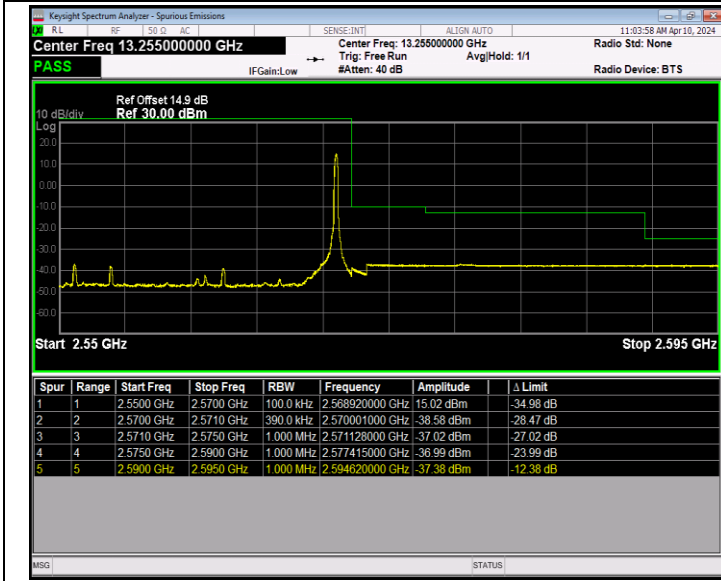 Keysight Spectrum Analyzer - Spurious Emissions
RL RF 50 Ω AC SENSE:INT ALIGN AUTO 11:03:58 AM Apr 10, 2024
Center Freq 13.255000000 GHz Center Freq: 13.255000000 GHz Radio Std: None
Trig: Free Run Avg|Hold: 1/1
PASS IFGain:Low #Atten: 40 dB Radio Device: BTS
Ref Offset 14.9 dB
10 dB/div Ref 30.00 dBm
Log
20.0
10.0
0.00
-10.0
-20.0
-30.0
-40.0
-50.0
-60.0
Start 2.55 GHz Stop 2.595 GHz
Spur Range Start Freq Stop Freq RBW Frequency Amplitude Δ Limit
1 1 2.5500 GHz 2.5700 GHz 100.0 kHz 2.568920000 GHz 15.02 dBm -34.98 dB
2 2 2.5700 GHz 2.5710 GHz 390.0 kHz 2.570001000 GHz -38.58 dBm -28.47 dB
3 3 2.5710 GHz 2.5750 GHz 1.000 MHz 2.571128000 GHz -37.02 dBm -27.02 dB
4 4 2.5750 GHz 2.5900 GHz 1.000 MHz 2.577415000 GHz -36.99 dBm -23.99 dB
5 5 2.5900 GHz 2.5950 GHz 1.000 MHz 2.594620000 GHz -37.38 dBm -12.38 dB
MSG STATUS